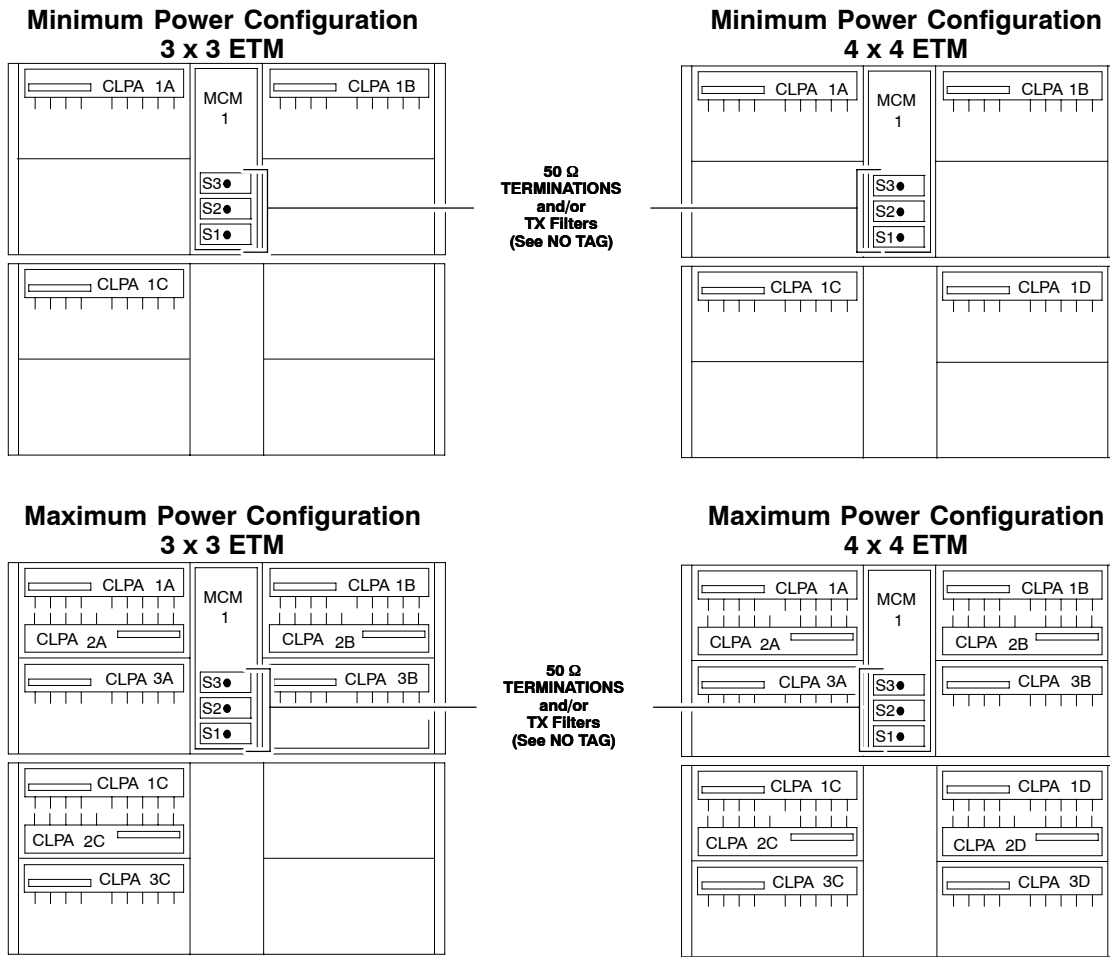 Minimum Power Configuration
3 x 3 ETM
CLPA 1A
MCM
1
CLPA 1B
S3
S2
S1
CLPA 1C
50 Ω
TERMINATIONS
and/or
TX Filters
(See NO TAG)
Minimum Power Configuration
4 x 4 ETM
CLPA 1A
MCM
1
CLPA 1B
S3
S2
S1
CLPA 1C
CLPA 1D
Maximum Power Configuration
3 x 3 ETM
CLPA 1A
MCM
1
CLPA 1B
CLPA 2A
CLPA 2B
CLPA 3A
S3
CLPA 3B
S2
S1
CLPA 1C
CLPA 2C
CLPA 3C
50 Ω
TERMINATIONS
and/or
TX Filters
(See NO TAG)
Maximum Power Configuration
4 x 4 ETM
CLPA 1A
MCM
1
CLPA 1B
CLPA 2A
CLPA 2B
CLPA 3A
S3
CLPA 3B
S2
S1
CLPA 1C
CLPA 1D
CLPA 2C
CLPA 2D
CLPA 3C
CLPA 3D